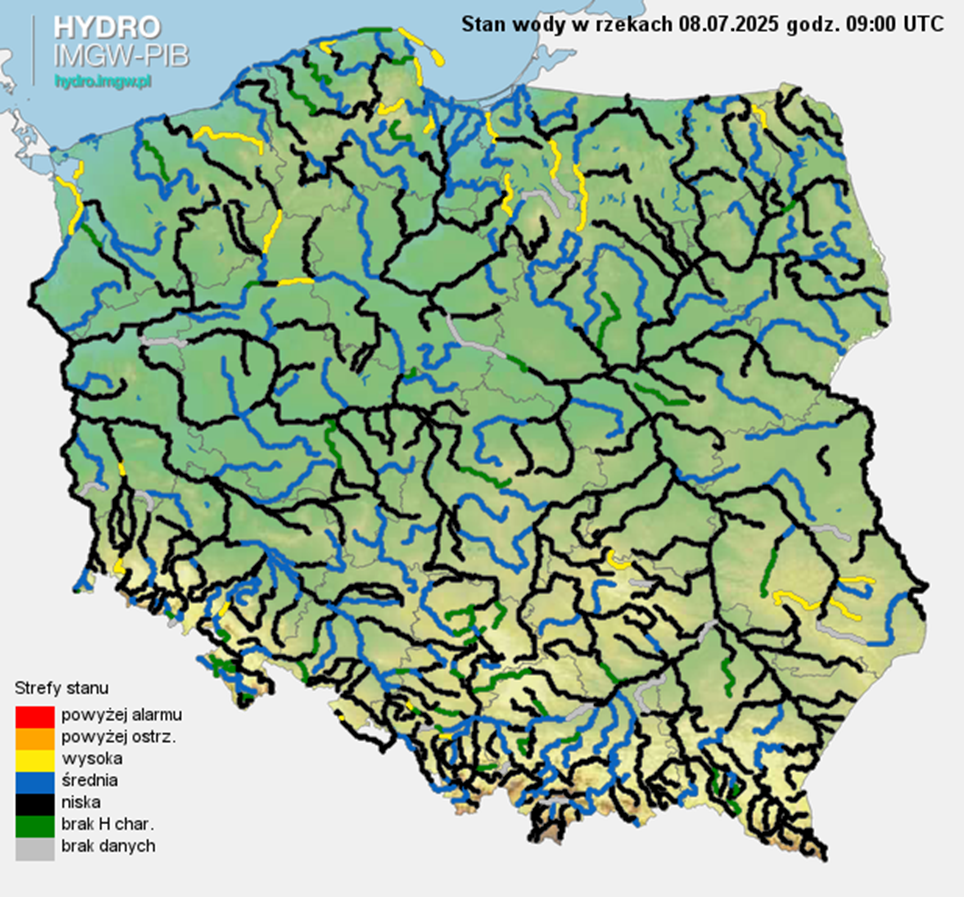 HYDRO
IMGW-PIB
hydro.imgw.pl
Stan wody w rzekach 08.07.2025 godz. 09:00 UTC
Strefy stanu
powyżej alarmu
powyżej ostrz.
wysoka
średnia
niska
brak H char.
brak danych